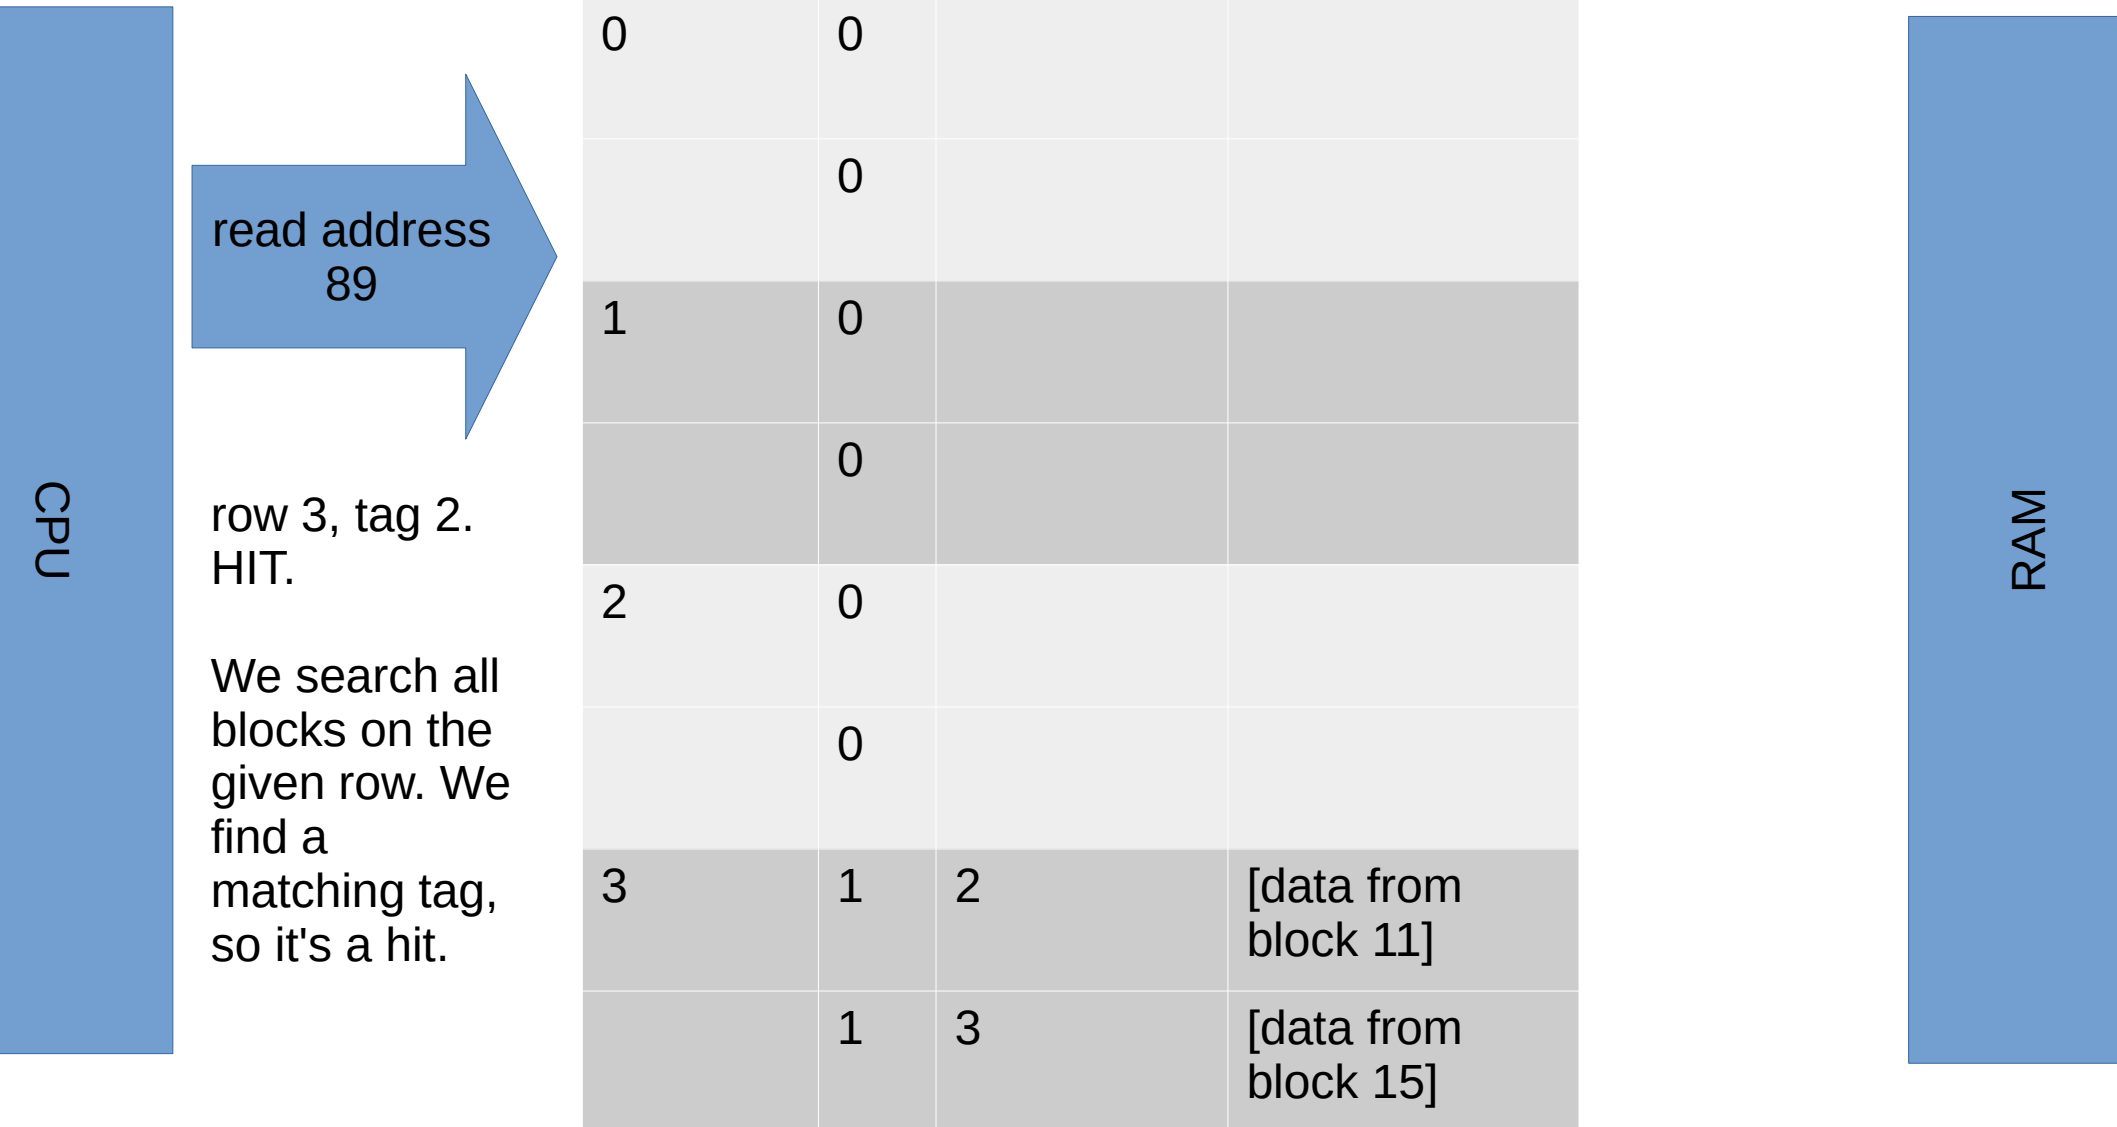 CPU
read address
89
row 3, tag 2.
HIT.
We search all
blocks on the
given row. We
find a
matching tag,
so it's a hit.
0 0
0
1 0
0
2 0
0
3 1 2 [data from
block 11]
1 3 [data from
block 15]
RAM